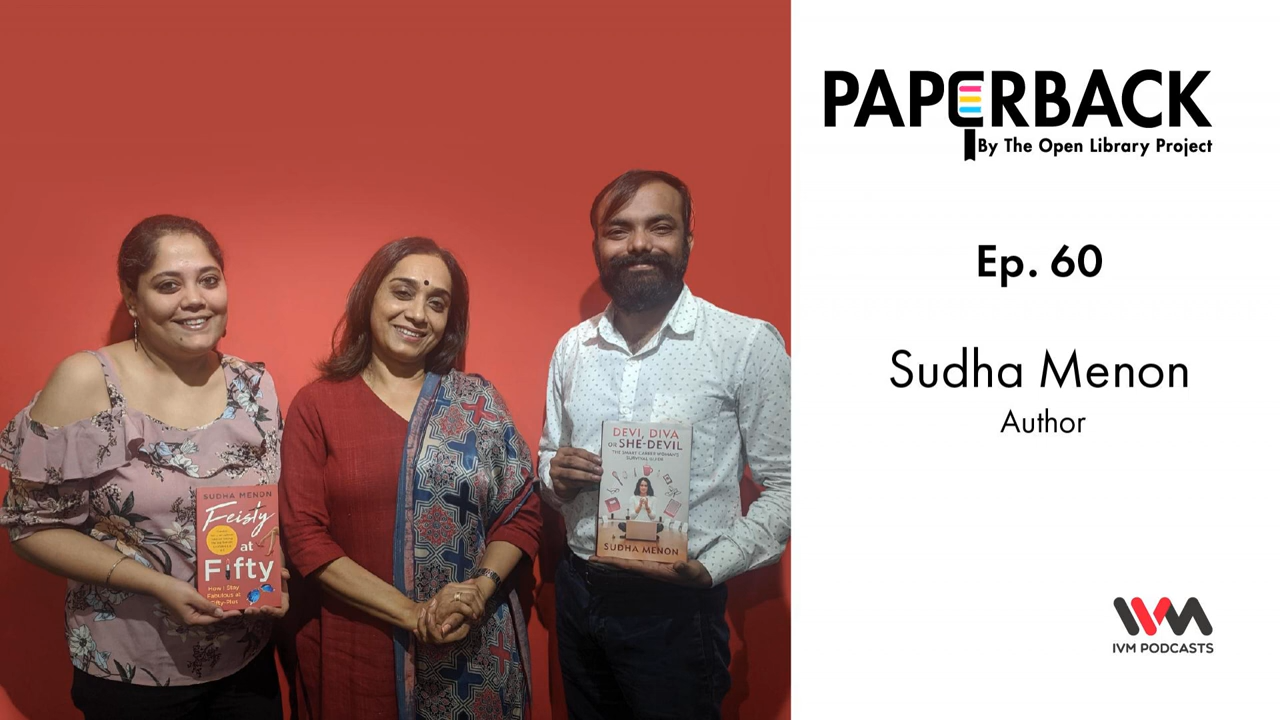 PAPERBACK
By The Open Library Project
Ep. 60
Sudha Menon
Author
IVM PODCASTS
SUDHA MENON
Feisty
at
Fifty
How I Stay
Fabulous at
Fifty-Plus
DEVI, DIVA
OR SHE-DEVIL
THE SMART CAREER WOMAN'S
SURVIVAL GUIDE
SUDHA MENON